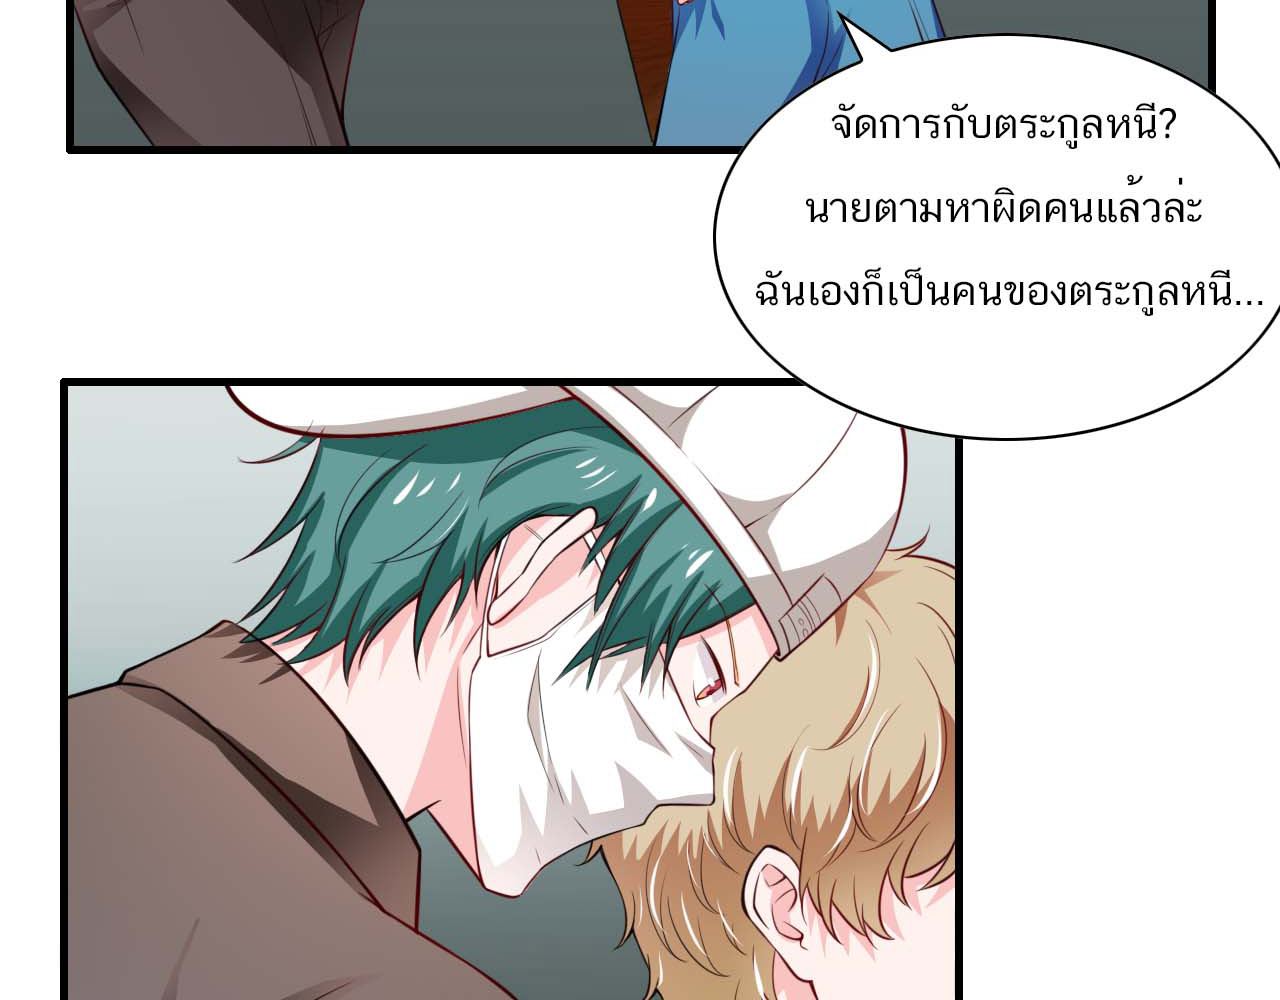 จัดการกับตระกูลหนี?
นายตามหาผิดคนแล้วล่ะ
ฉันเองก็เป็นคนของตระกูลหนี...